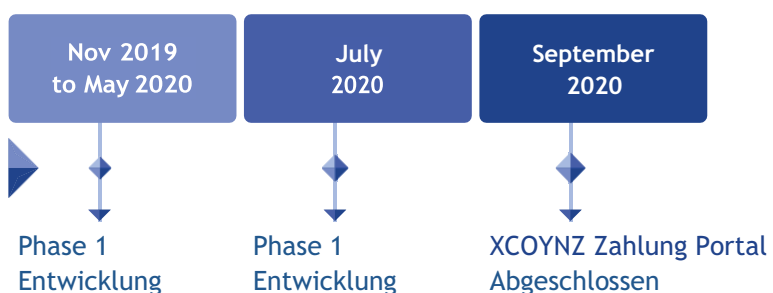 Nov 2019
to May 2020
July
2020
September
2020
Phase 1
Entwicklung
Phase 1
Entwicklung
XCOYNZ Zahlung Portal
Abgeschlossen